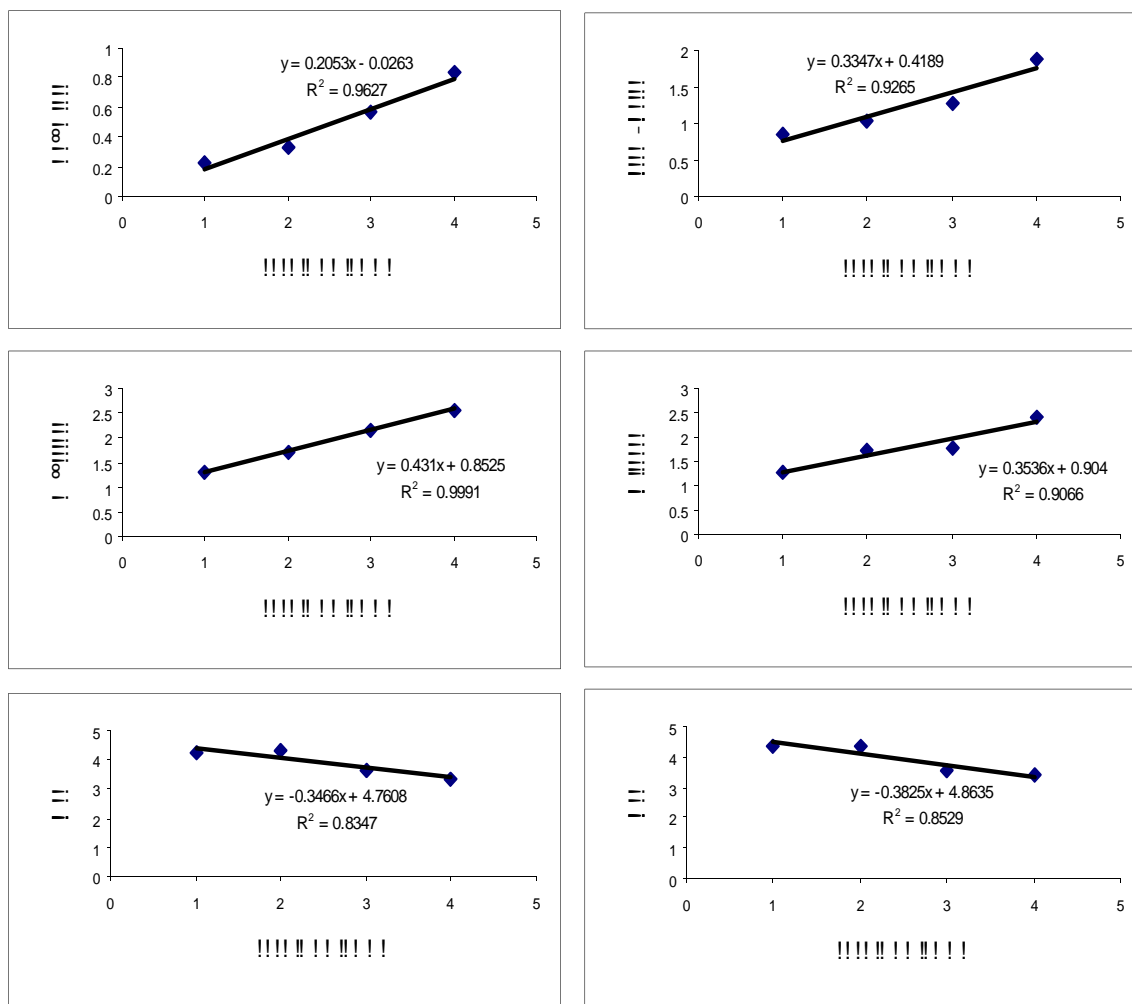 1
0.8
0.6
0.4
0.2
0
y = 0.2053x - 0.0263
R² = 0.9627
0 1 2 3 4 5
2
1.5
1
0.5
0
y = 0.3347x + 0.4189
R² = 0.9265
0 1 2 3 4 5
3
2.5
2
1.5
1
0.5
0
y = 0.431x + 0.8525
R² = 0.9991
0 1 2 3 4 5
3
2.5
2
1.5
1
0.5
0
y = 0.3536x + 0.904
R² = 0.9066
0 1 2 3 4 5
5
4
3
2
1
0
y = -0.3466x + 4.7608
R² = 0.8347
0 1 2 3 4 5
5
4
3
2
1
0
y = -0.3825x + 4.8635
R² = 0.8529
0 1 2 3 4 5